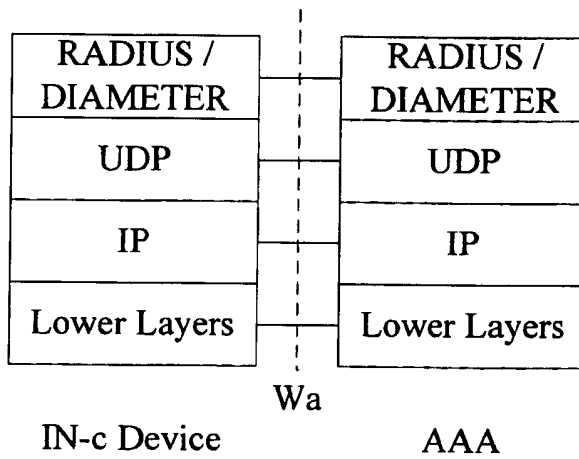 RADIUS /
DIAMETER
UDP
IP
Lower Layers
RADIUS /
DIAMETER
UDP
IP
Lower Layers
Wa
IN-c Device
AAA